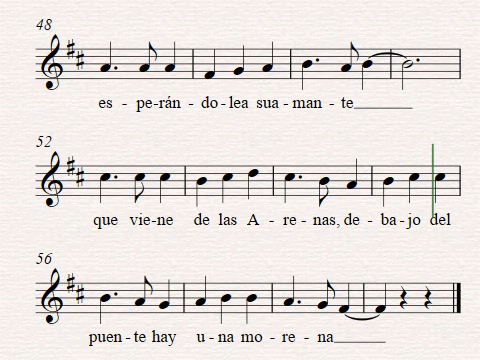 48
es - pe-rán - do-lea sua-man - te
52
que vie-ne de las A - re - nas, de - ba - jo del
56
puen - te hay u - na mo - re - na